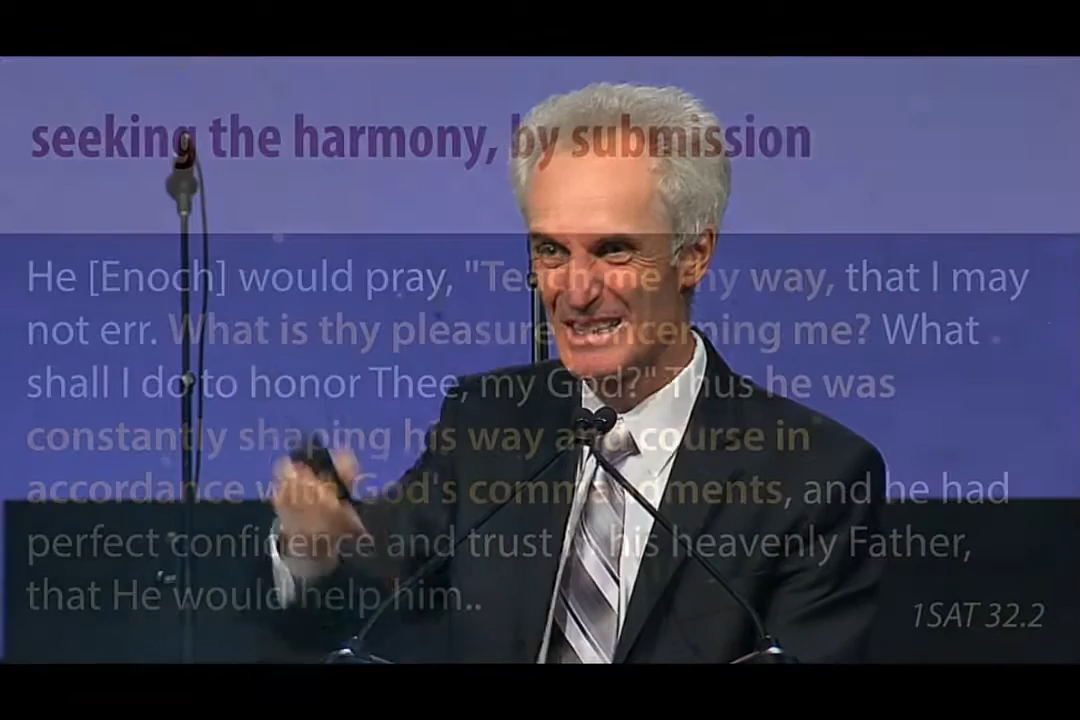 seeking the harmony, by submission
He [Enoch] would pray, "Teach me Thy way, that I may
not err. What is thy pleasure concerning me? What
shall I do to honor Thee, my God?" Thus he was
constantly shaping his way and course in
accordance with God's commandments, and he had
perfect confidence and trust in his heavenly Father,
that He would help him..
1SAT 32.2